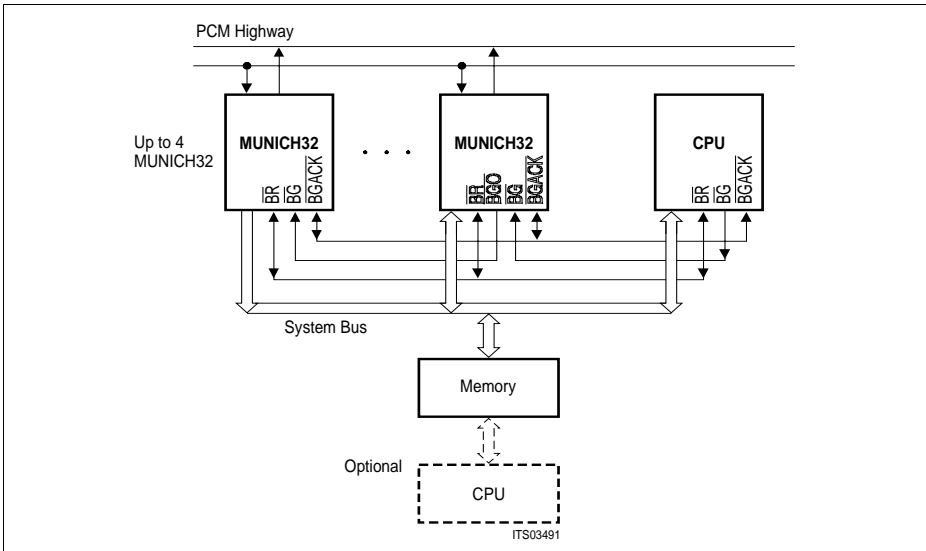 PCM Highway
Up to 4
MUNICH32
MUNICH32
BR
BG
BGACK
. . .
MUNICH32
BR
BGO
BG
BGACK
CPU
BR
BG
BGACK
System Bus
Memory
Optional
CPU
ITS03491